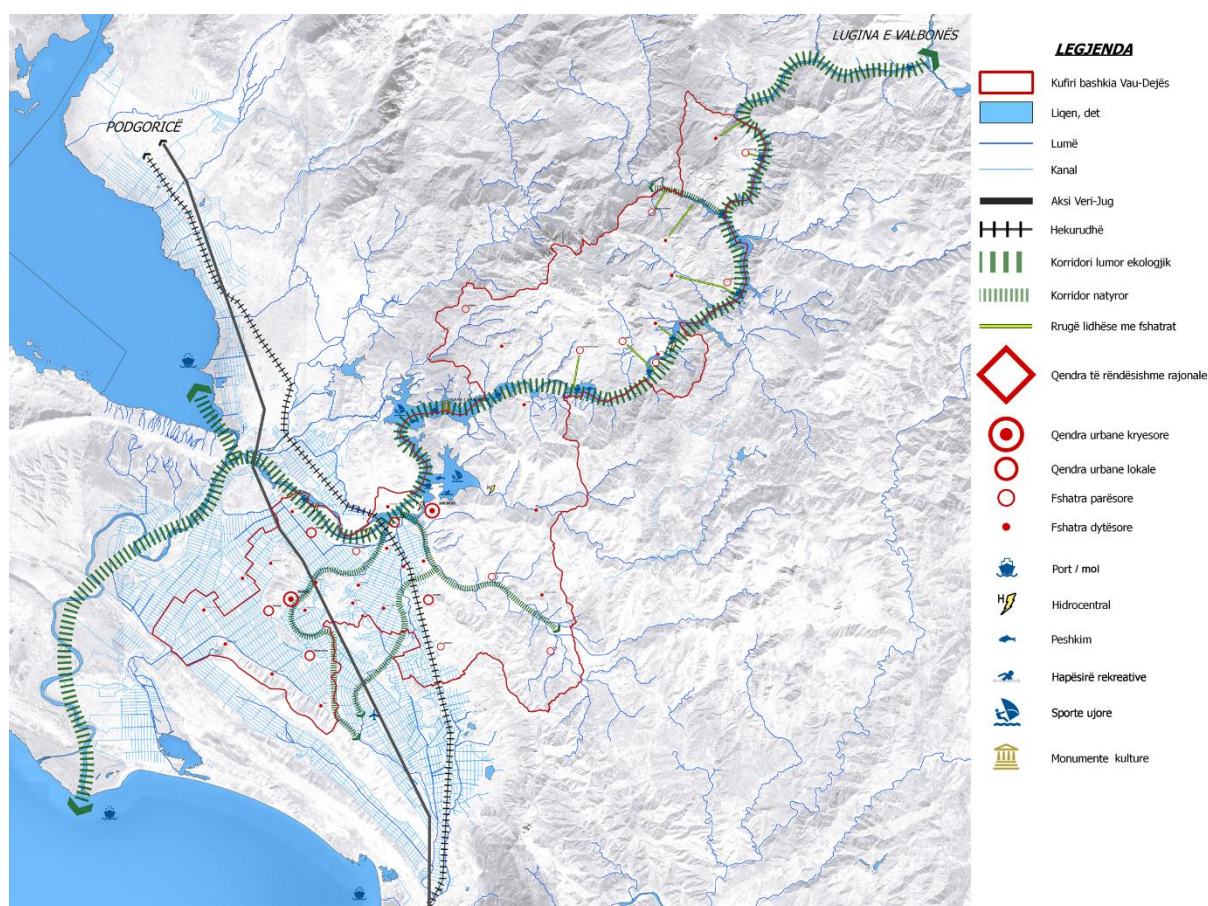 LUGINA E VALBONËS
PODGORICË
LEGJENDA
Kufiri bashkia Vau-Dejës
Liqen, det
Lumë
Kanal
Aksi Veri-Jug
Hekurudhë
Korridori lumor ekologjik
Korridor natyror
Rrugë lidhëse me fshatrat
Qendra të rëndësishme rajonale
Qendra urbane kryesore
Qendra urbane lokale
Fshatra parësore
Fshatra dytësore
Port / mol
H
Hidrocentral
Peshkim
Hapësirë rekreative
Sporte ujore
Monumente kulture